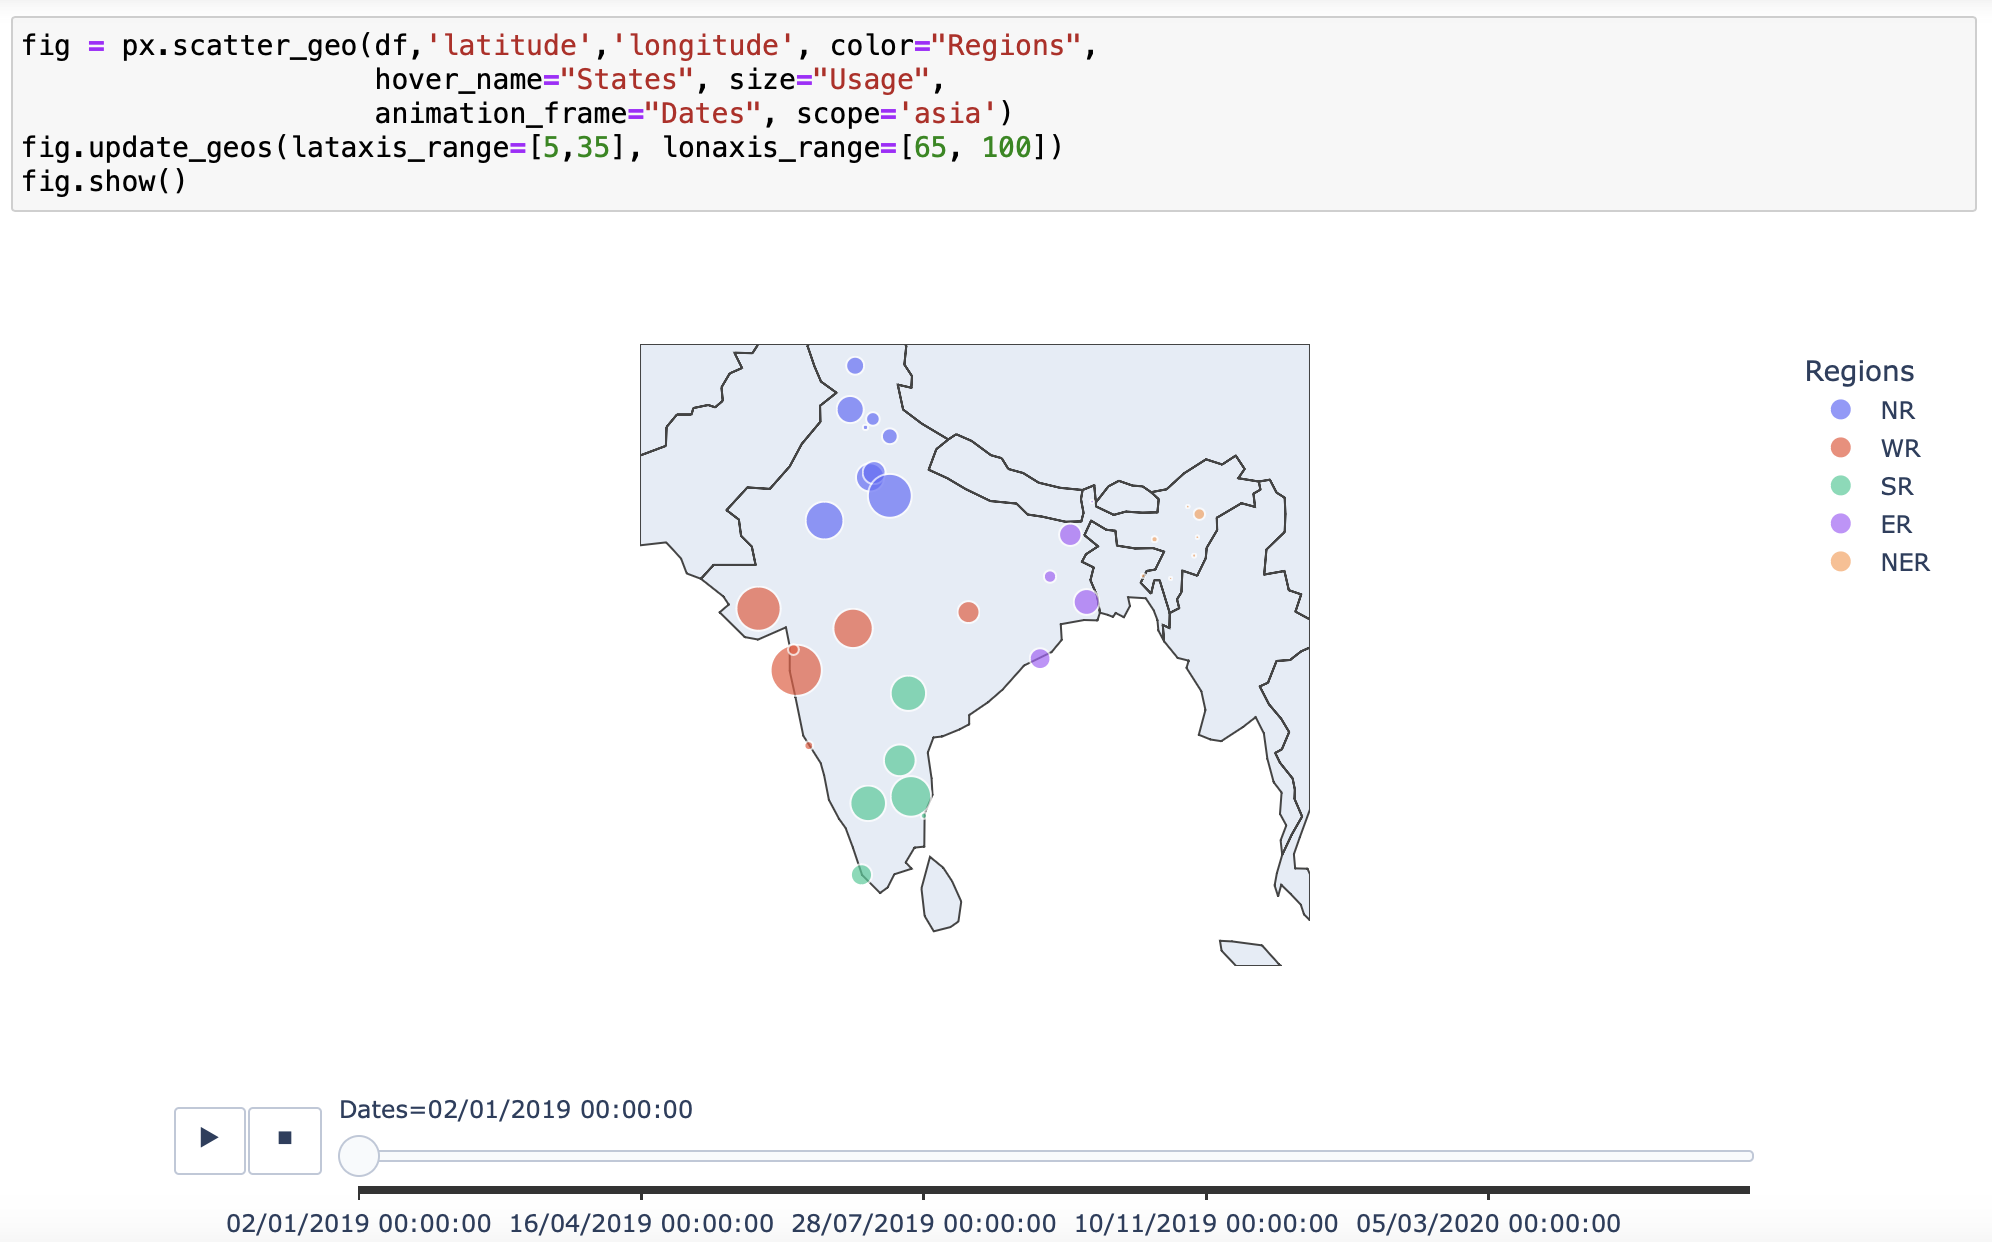 fig = px.scatter_geo(df,'latitude','longitude', color="Regions",
hover_name="States", size="Usage",
animation_frame="Dates", scope='asia')
fig.update_geos(lataxis_range=[5,35], lonaxis_range=[65, 100])
fig.show()
Regions
NR
WR
SR
ER
NER
Dates=02/01/2019 00:00:00
02/01/2019 00:00:00 16/04/2019 00:00:00 28/07/2019 00:00:00 10/11/2019 00:00:00 05/03/2020 00:00:00